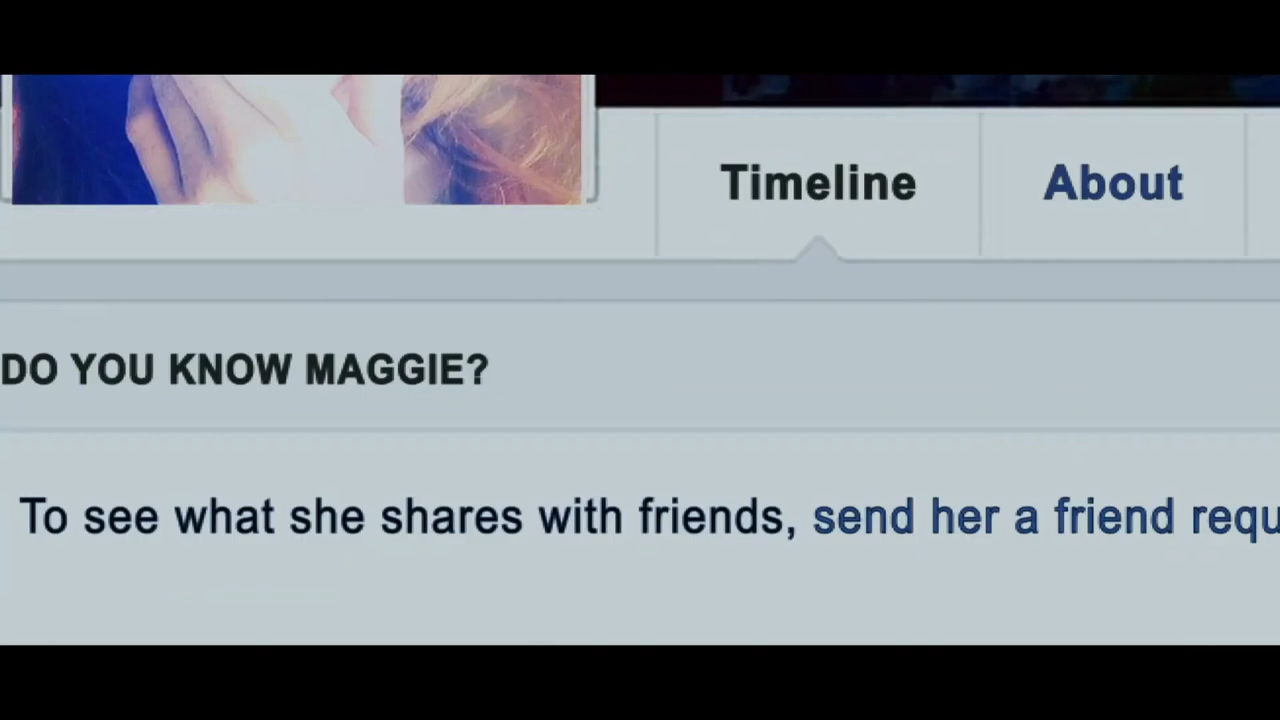 Timeline
About
DO YOU KNOW MAGGIE?
To see what she shares with friends, send her a friend requ